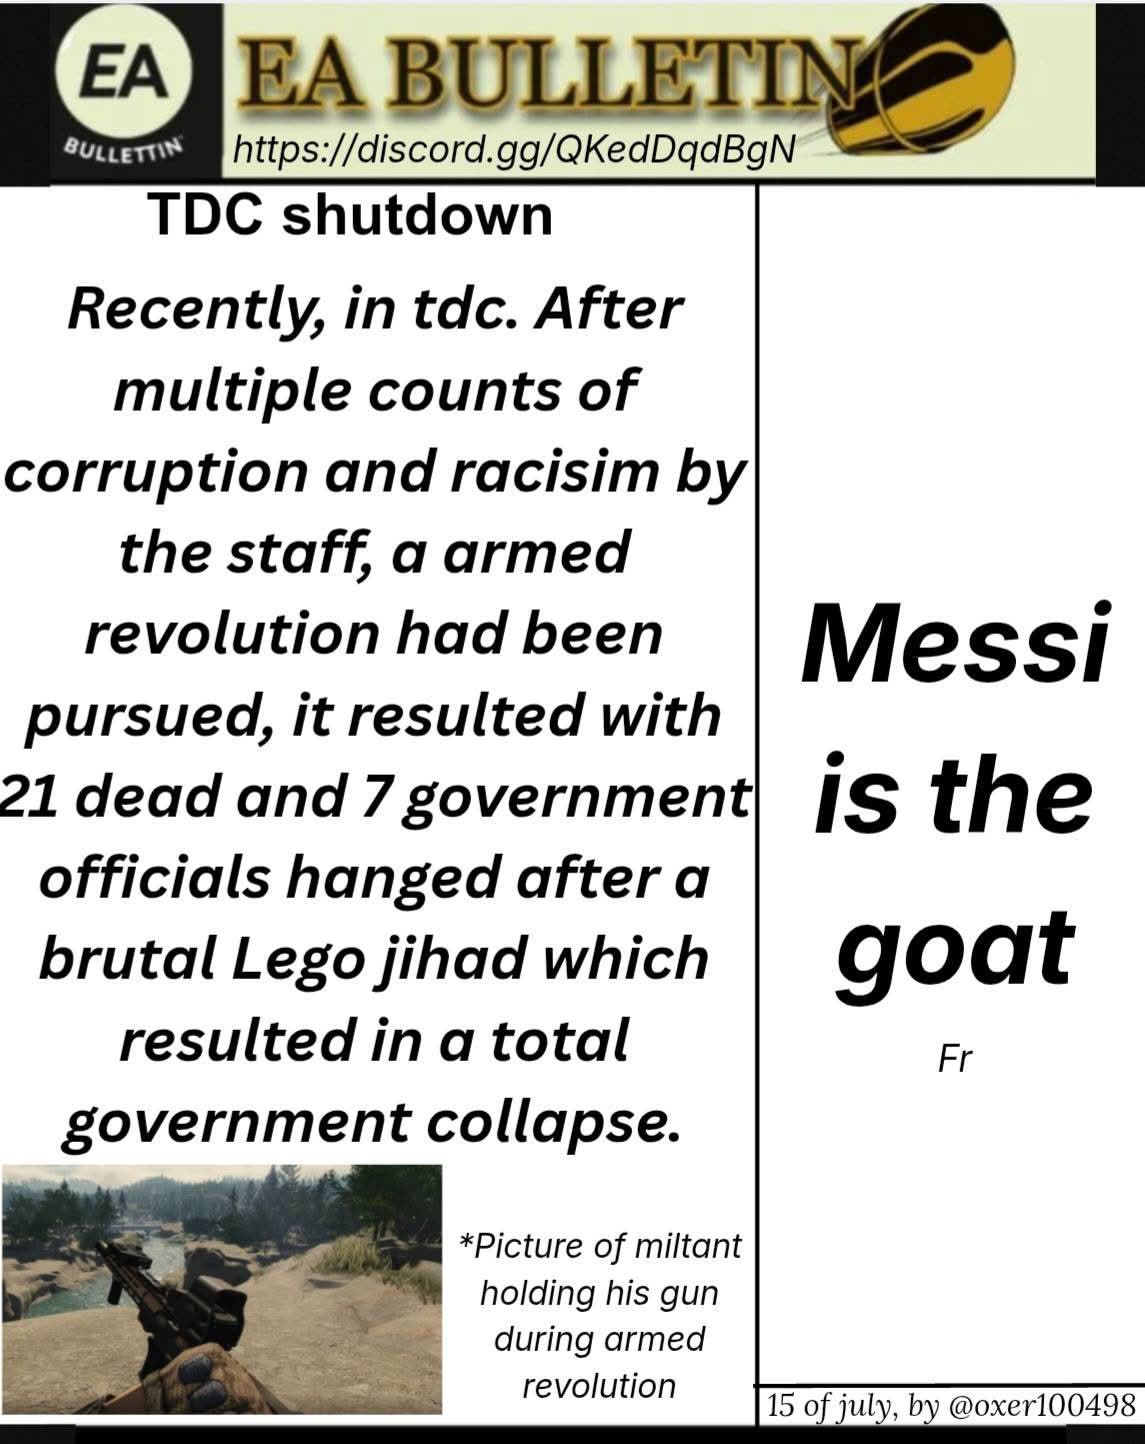 EA
BULLETTIN
EA BULLETIN
https://discord.gg/QKedDqdBgN
TDC shutdown
Recently, in tdc. After
multiple counts of
corruption and racisim by
the staff, a armed
revolution had been
pursued, it resulted with
21 dead and 7 government
officials hanged after a
brutal Lego jihad which
resulted in a total
government collapse.
*Picture of miltant
holding his gun
during armed
revolution
Messi
is the
goat
Fr
15 of july, by @oxer100498